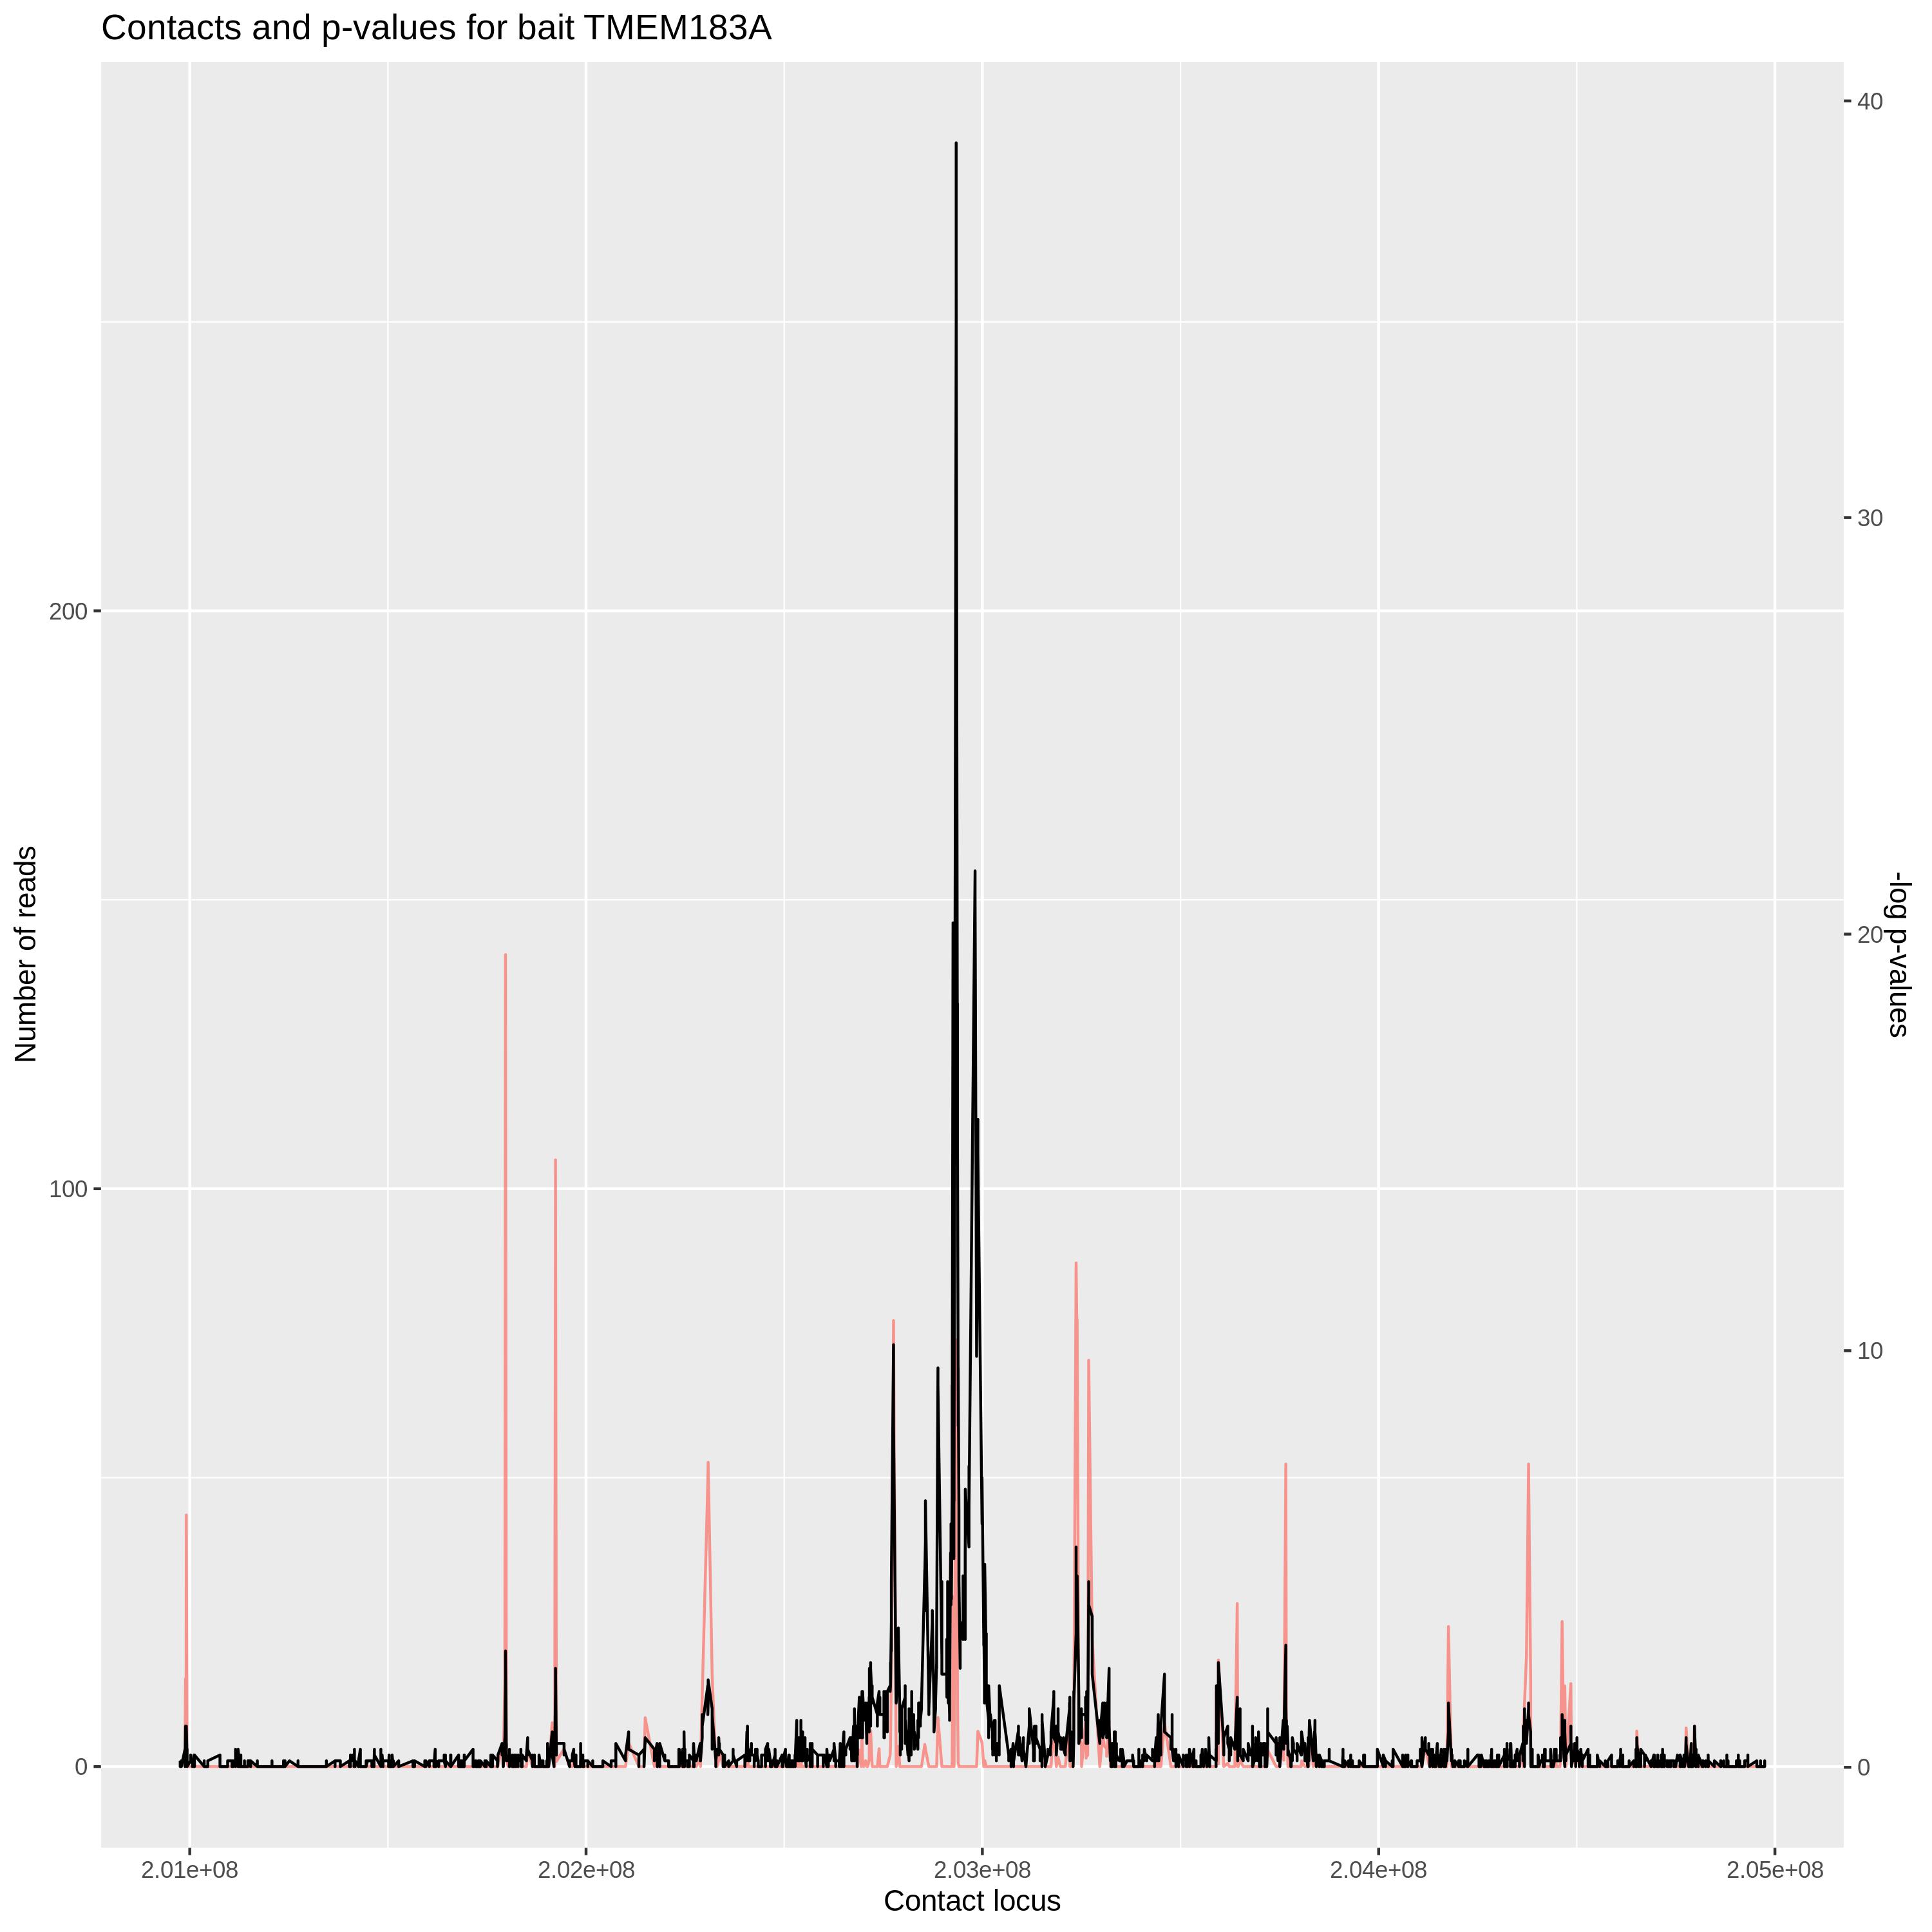 Contacts and p-values for bait TMEM183A
Number of reads
200
100
0
40
30
20
10
0
-log p-values
2.01e+08 2.02e+08 2.03e+08 2.04e+08 2.05e+08
Contact locus